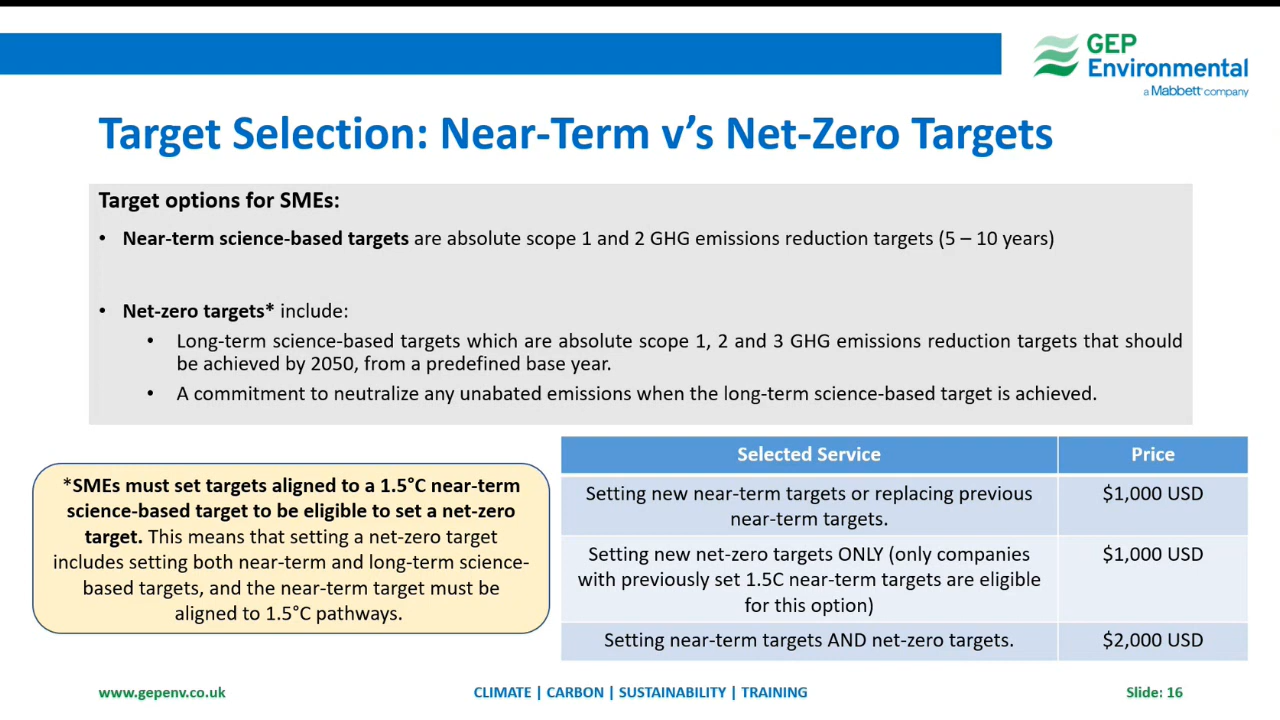 GEP
Environmental
a Mabbett company
Target Selection: Near-Term v's Net-Zero Targets
Target options for SMEs:
• Near-term science-based targets are absolute scope 1 and 2 GHG emissions reduction targets (5 – 10 years)
• Net-zero targets* include:
• Long-term science-based targets which are absolute scope 1, 2 and 3 GHG emissions reduction targets that should
be achieved by 2050, from a predefined base year.
• A commitment to neutralize any unabated emissions when the long-term science-based target is achieved.
*SMEs must set targets aligned to a 1.5°C near-term
science-based target to be eligible to set a net-zero
target. This means that setting a net-zero target
includes setting both near-term and long-term science-
based targets, and the near-term target must be
aligned to 1.5°C pathways.
Selected Service Price
Setting new near-term targets or replacing previous $1,000 USD
near-term targets.
Setting new net-zero targets ONLY (only companies $1,000 USD
with previously set 1.5C near-term targets are eligible
for this option)
Setting near-term targets AND net-zero targets. $2,000 USD
www.gepenv.co.uk CLIMATE | CARBON | SUSTAINABILITY | TRAINING Slide: 16